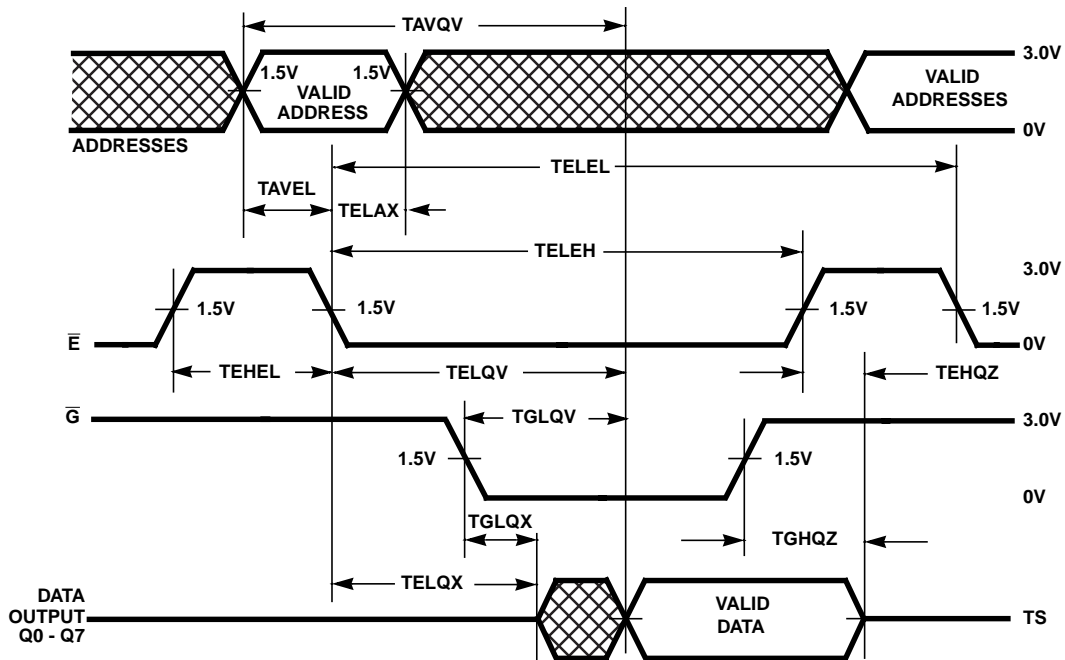 TAVQV
3.0V
1.5V
1.5V
VALID
ADDRESS
VALID
ADDRESSES
ADDRESSES
0V
TELEL
TAVEL
TELAX
TELEH
3.0V
1.5V
1.5V
1.5V
1.5V
E̅
0V
TEHEL
TELQV
TEHQZ
G̅
TGLQV
3.0V
1.5V
1.5V
0V
TGLQX
TGHQZ
TELQX
DATA
OUTPUT
Q0 - Q7
VALID
DATA
TS